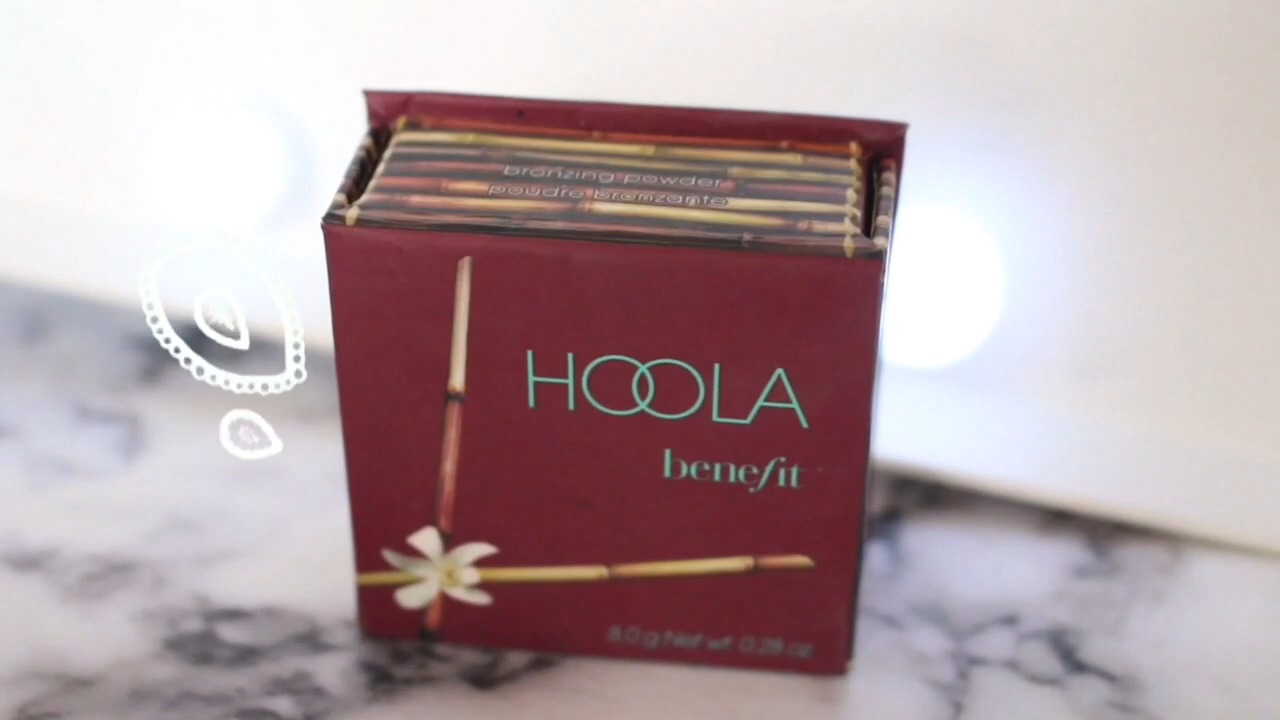 bronzing powder
poudre bronzante
HOOLA
benefit
8.0 g Net wt. 0.28 oz.